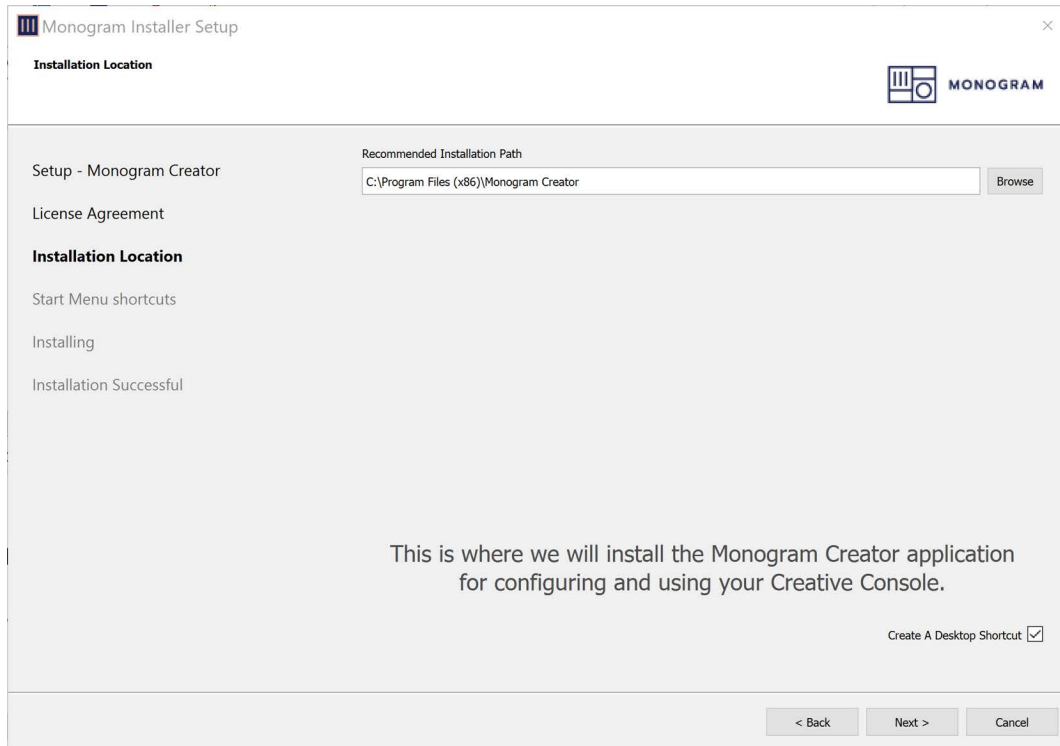 Monogram Installer Setup
Installation Location
MONOGRAM
Setup - Monogram Creator
License Agreement
Installation Location
Start Menu shortcuts
Installing
Installation Successful
Recommended Installation Path
C:\Program Files (x86)\Monogram Creator
Browse
This is where we will install the Monogram Creator application
for configuring and using your Creative Console.
Create A Desktop Shortcut
< Back
Next >
Cancel